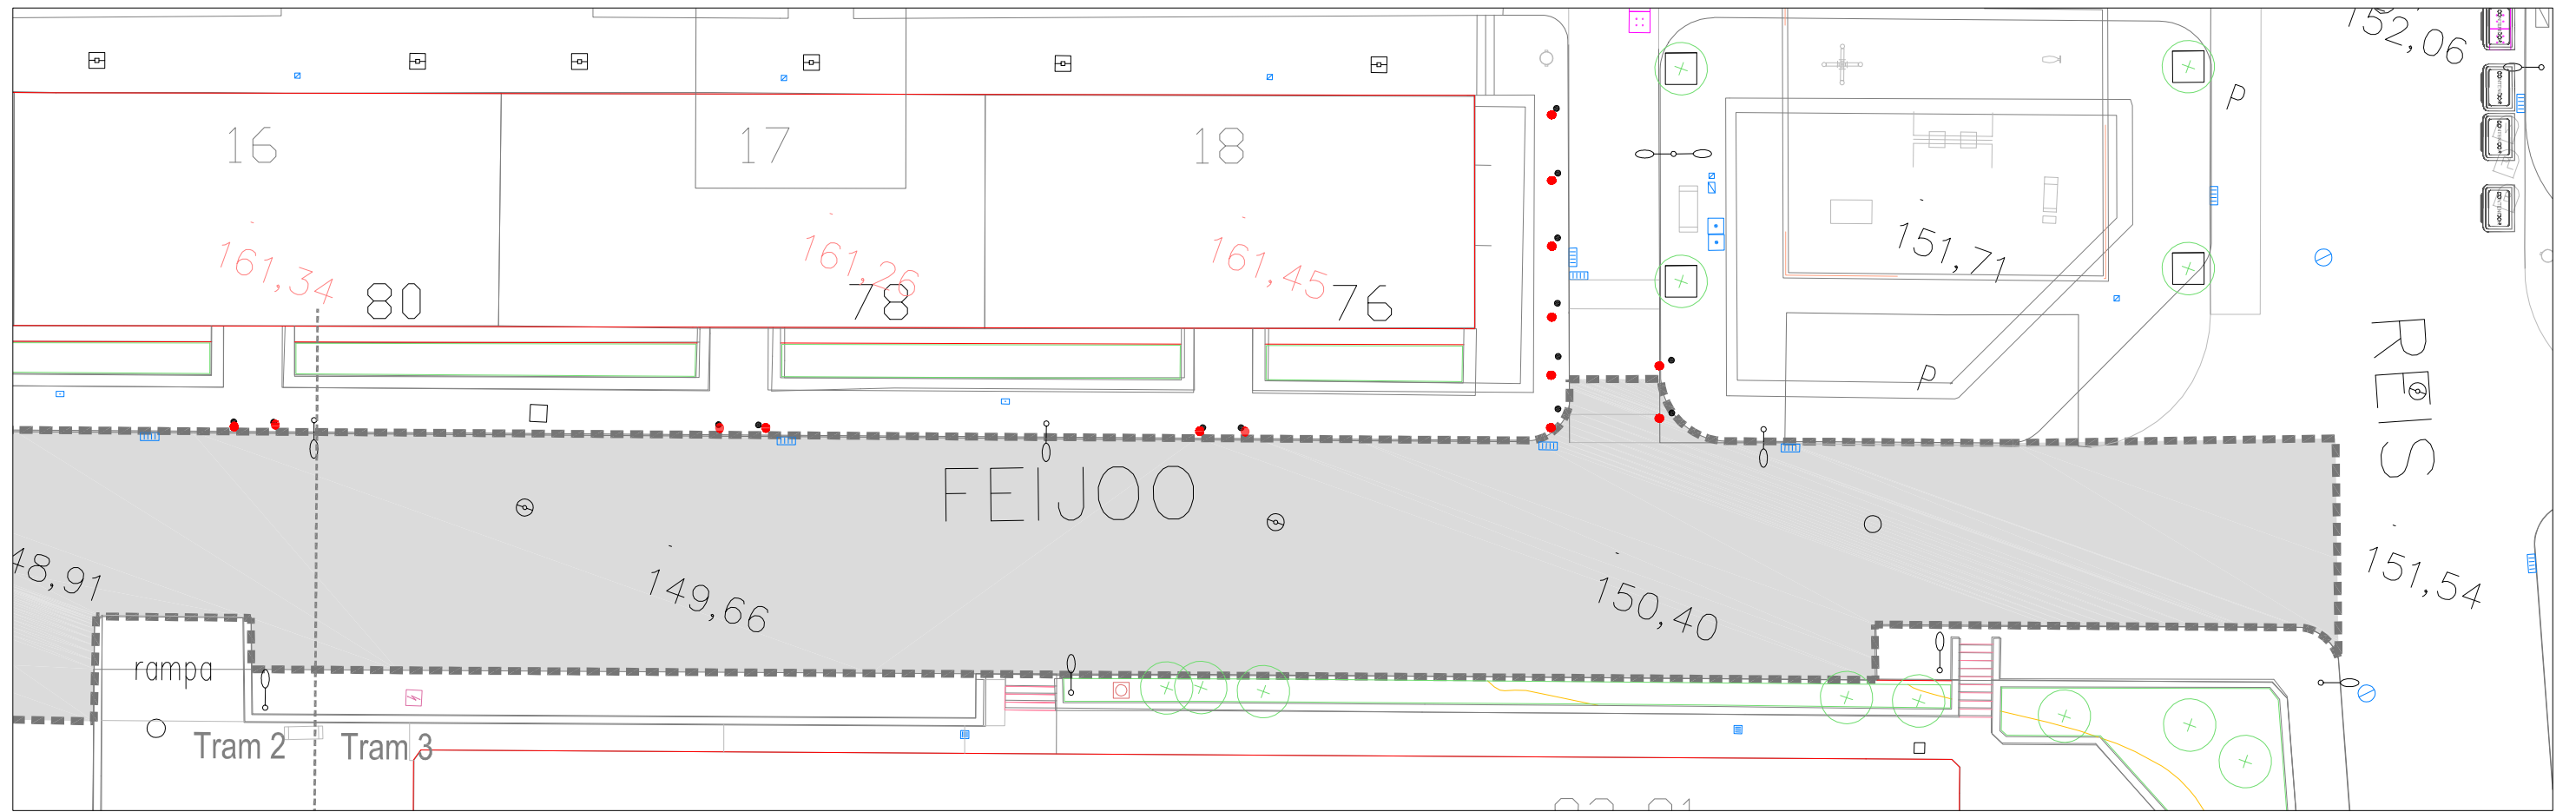 152,06
P
16
17
18
161,34
161,26
161,45
151,71
80
78
76
P
REIS
FEIJOO
48,91
149,66
150,40
151,54
rampa
Tram 2
Tram 3